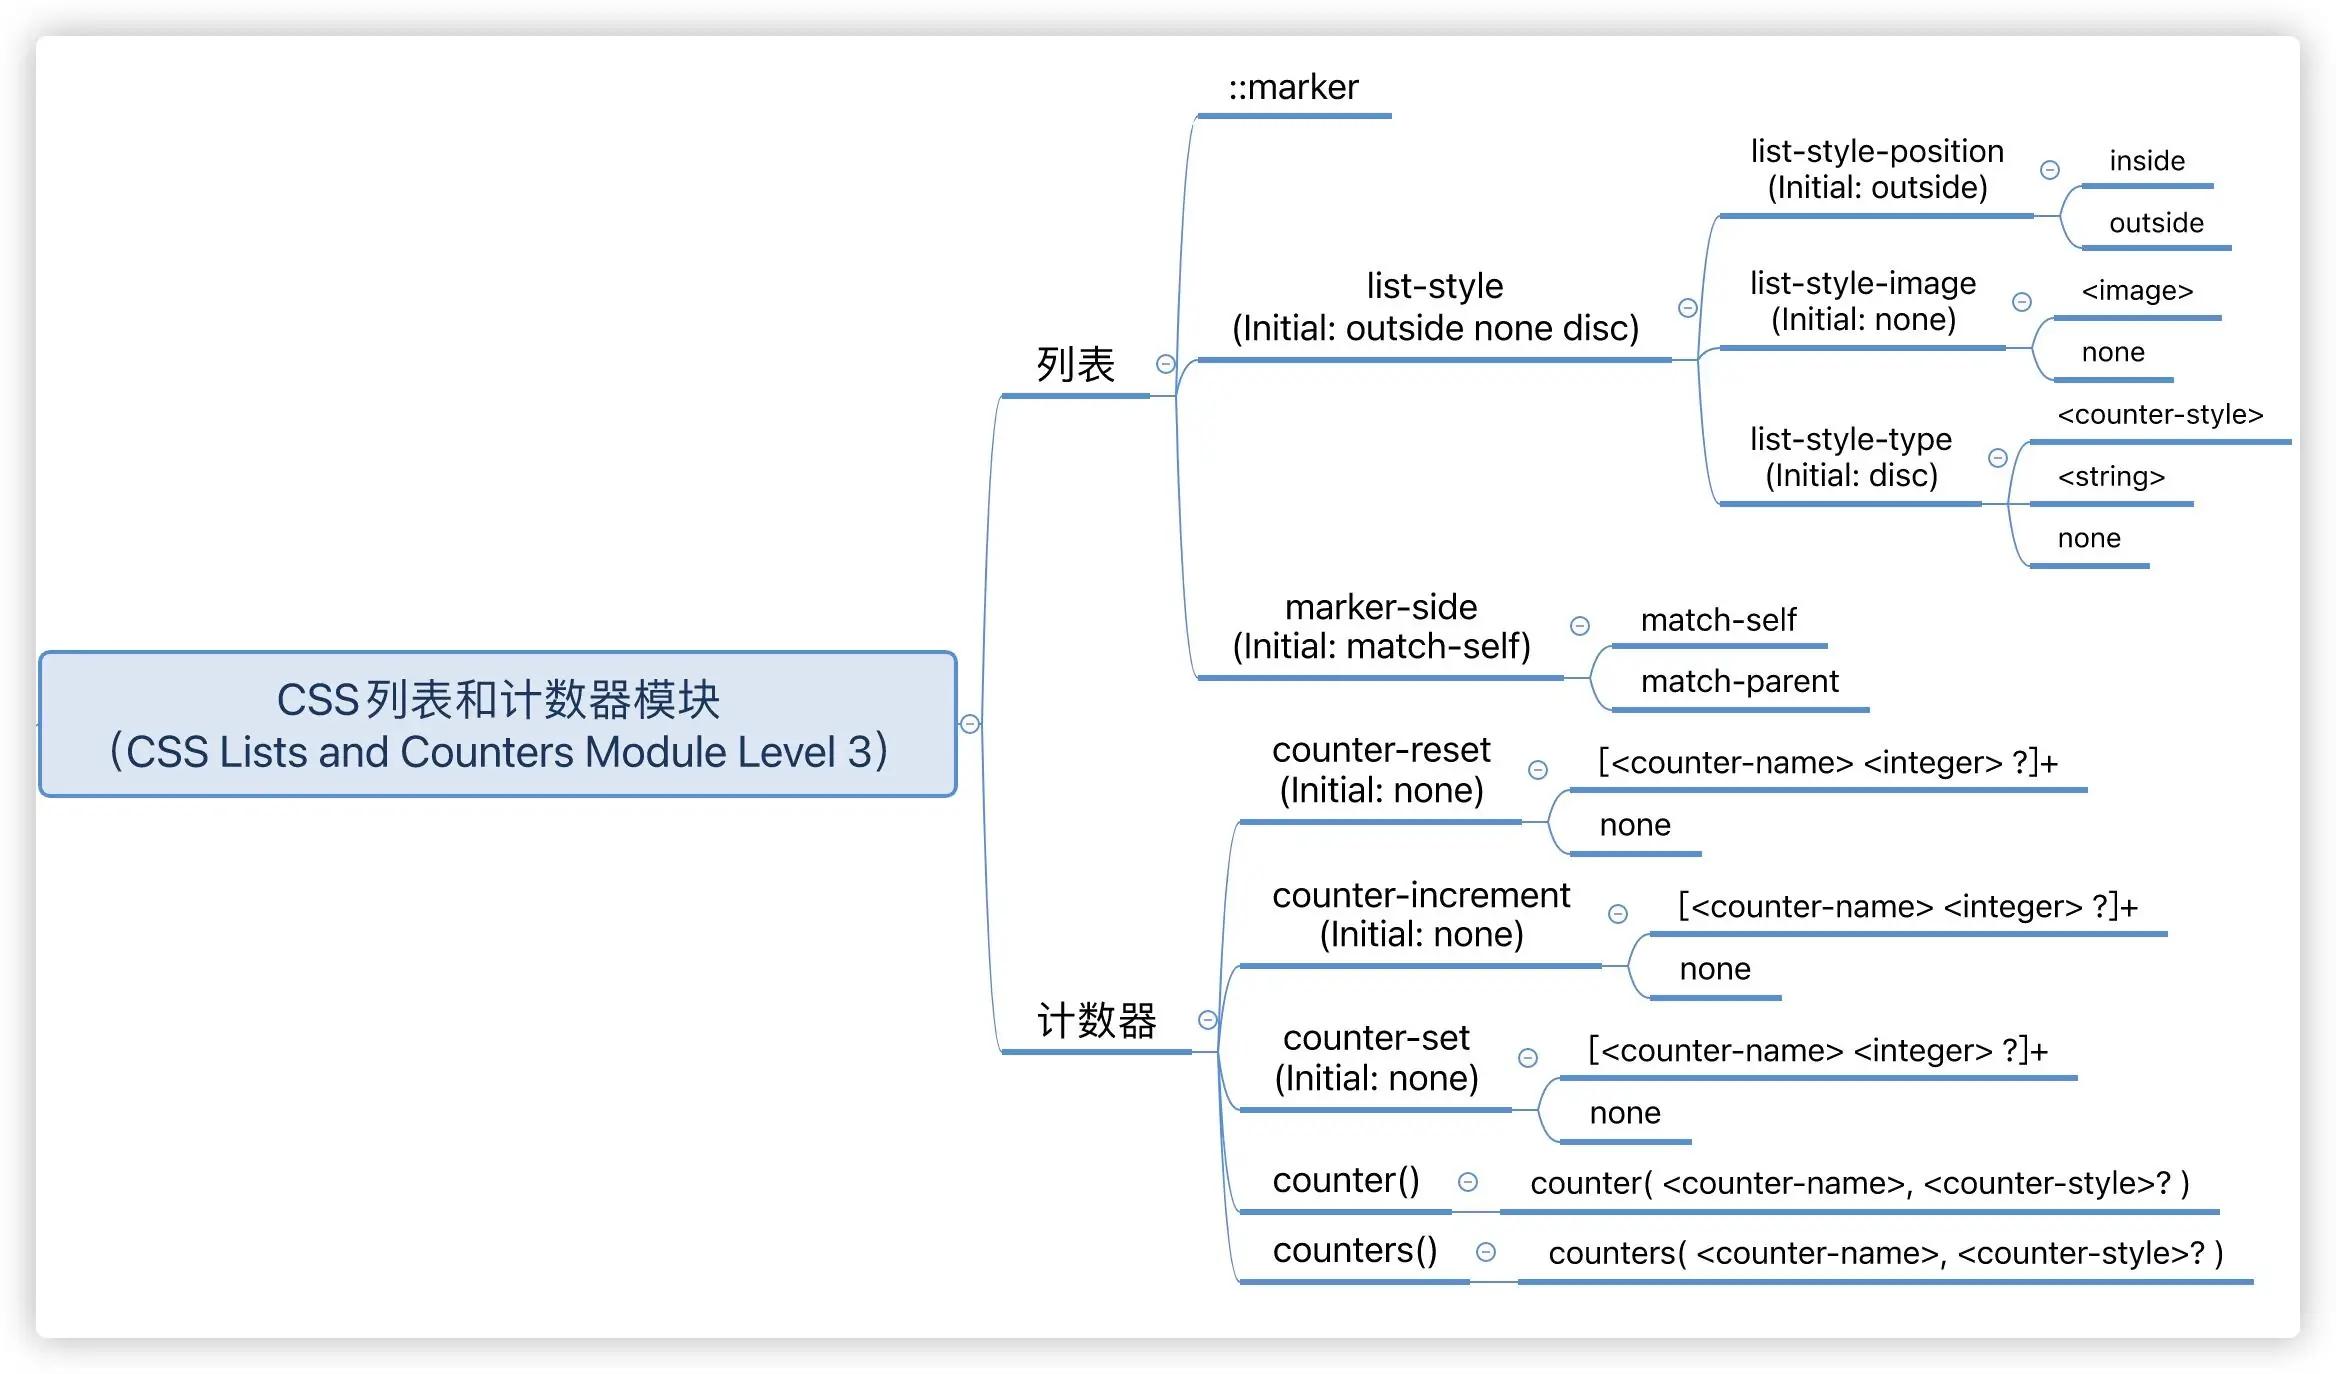 ::marker
list-style-position
(Initial: outside)
inside
outside
list-style
(Initial: outside none disc)
list-style-image
(Initial: none)
<image>
none
列表
list-style-type
(Initial: disc)
<counter-style>
<string>
none
marker-side
(Initial: match-self)
match-self
match-parent
CSS列表和计数器模块
（CSS Lists and Counters Module Level 3）
counter-reset
(Initial: none)
[<counter-name> <integer> ?]+
none
counter-increment
(Initial: none)
[<counter-name> <integer> ?]+
none
计数器
counter-set
(Initial: none)
[<counter-name> <integer> ?]+
none
counter()
counter( <counter-name>, <counter-style>? )
counters()
counters( <counter-name>, <counter-style>? )